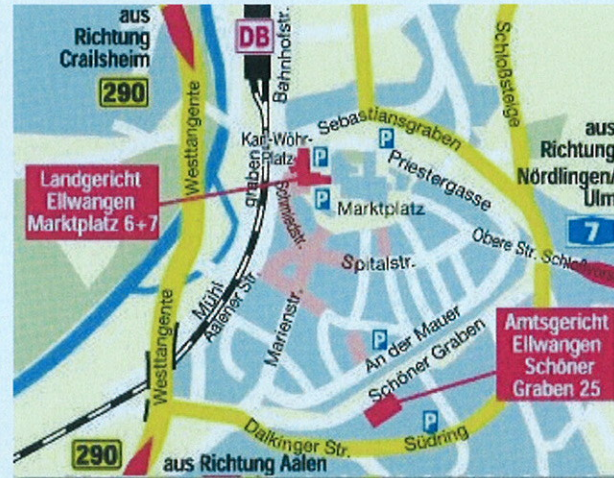 aus
Richtung
Crailsheim
290
DB
Bahnhofstr.
Schloßsteige
Westtangente
Sebastiansgraben
Karl-Wöhr-
Platz
P
P
Priestergasse
aus
Richtung
Nördlingen/
Ulm
7
Landgericht
Ellwangen
Marktplatz 6+7
graben
Schmiedstr.
P
Marktplatz
Obere Str.
Spitalstr.
Mühl
Aalener Str.
Marienstr.
Westtangente
P
An der Mauer
Schöner Graben
Amtsgericht
Ellwangen
Schöner
Graben 25
P
Dalkinger Str.
Südring
290
aus Richtung Aalen